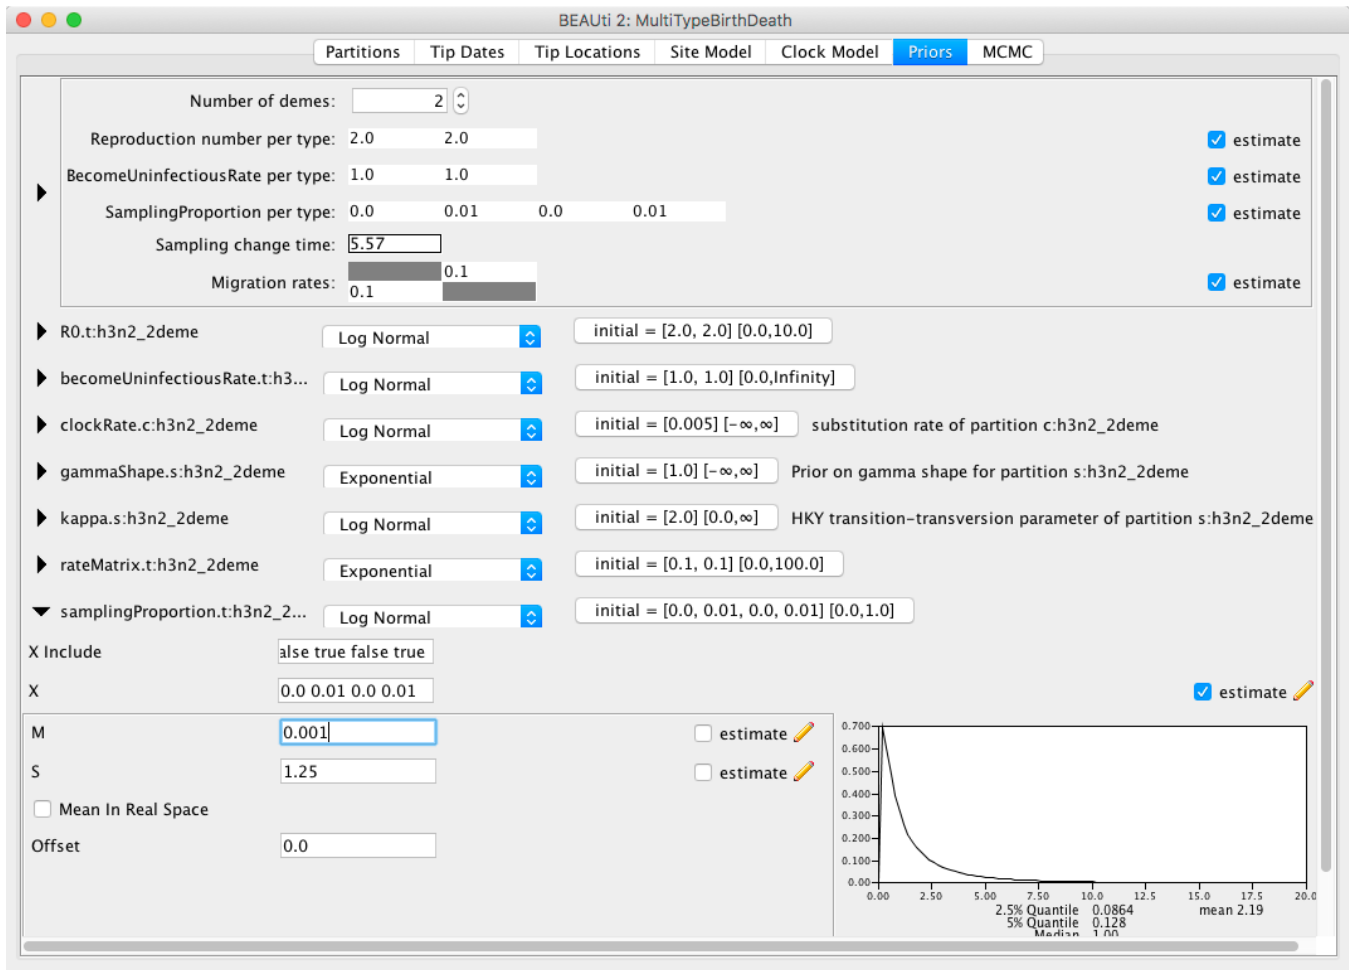 BEAUti 2: MultiTypeBirthDeath
Partitions Tip Dates Tip Locations Site Model Clock Model Priors MCMC
Number of demes: 2
Reproduction number per type: 2.0 2.0 estimate
BecomeUninfectiousRate per type: 1.0 1.0 estimate
SamplingProportion per type: 0.0 0.01 0.0 0.01 estimate
Sampling change time: 5.57
Migration rates: 0.1 estimate
0.1
R0.t:h3n2_2deme Log Normal initial = [2.0, 2.0] [0.0,10.0]
becomeUninfectiousRate.t:h3... Log Normal initial = [1.0, 1.0] [0.0,Infinity]
clockRate.c:h3n2_2deme Log Normal initial = [0.005] [-∞,∞] substitution rate of partition c:h3n2_2deme
gammaShape.s:h3n2_2deme Exponential initial = [1.0] [-∞,∞] Prior on gamma shape for partition s:h3n2_2deme
kappa.s:h3n2_2deme Log Normal initial = [2.0] [0.0,∞] HKY transition-transversion parameter of partition s:h3n2_2deme
rateMatrix.t:h3n2_2deme Exponential initial = [0.1, 0.1] [0.0,100.0]
samplingProportion.t:h3n2_2... Log Normal initial = [0.0, 0.01, 0.0, 0.01] [0.0,1.0]
X Include alse true false true
X 0.0 0.01 0.0 0.01 estimate
M 0.001 estimate
S 1.25 estimate
Mean In Real Space
Offset 0.0
0.700
0.600
0.500
0.400
0.300
0.200
0.100
0.00
0.00 2.50 5.00 7.50 10.0 12.5 15.0 17.5 20.0
2.5% Quantile 0.0864 mean 2.19
5% Quantile 0.128
Median 1.00